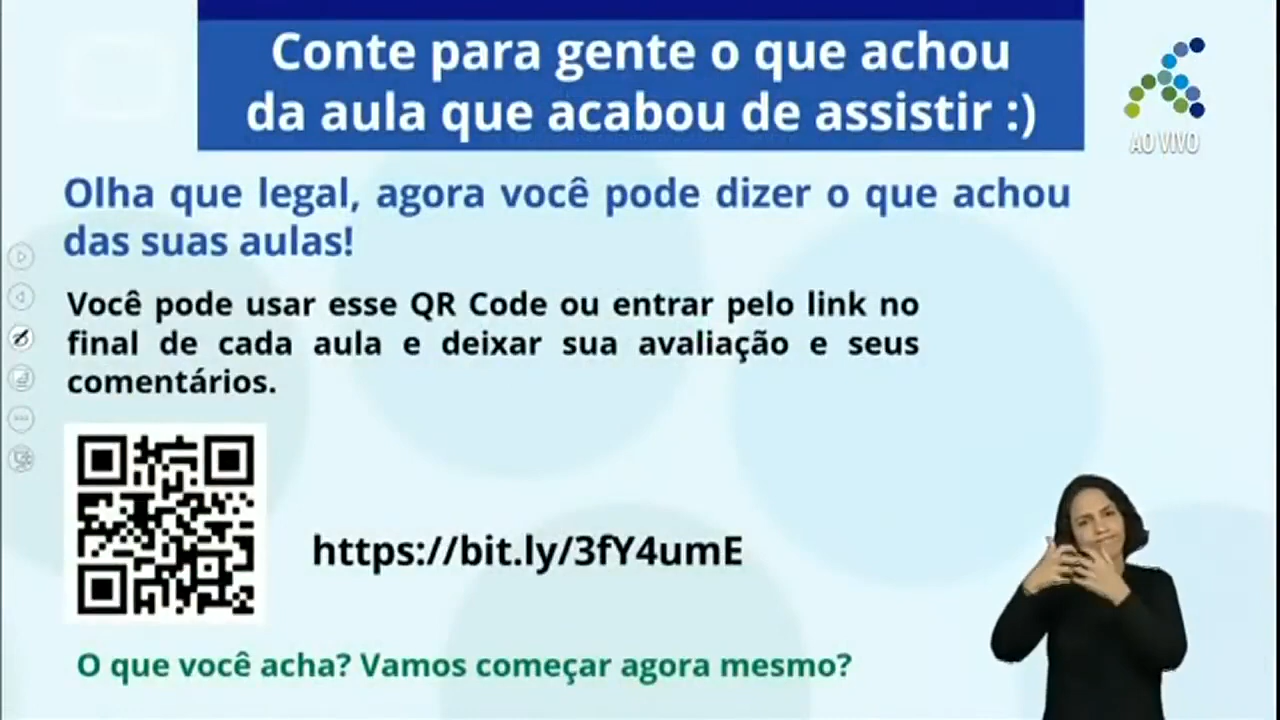 Conte para gente o que achou
da aula que acabou de assistir :)
AO VIVO
Olha que legal, agora você pode dizer o que achou
das suas aulas!
Você pode usar esse QR Code ou entrar pelo link no
final de cada aula e deixar sua avaliação e seus
comentários.
https://bit.ly/3fY4umE
O que você acha? Vamos começar agora mesmo?